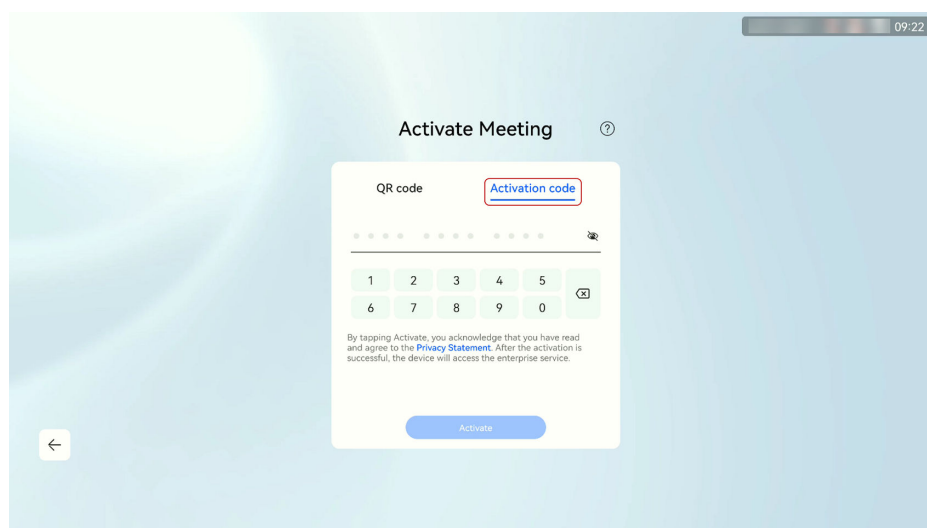 09:22
Activate Meeting ?
QR code Activation code
1 2 3 4 5
6 7 8 9 0
By tapping Activate, you acknowledge that you have read
and agree to the Privacy Statement. After the activation is
successful, the device will access the enterprise service.
Activate